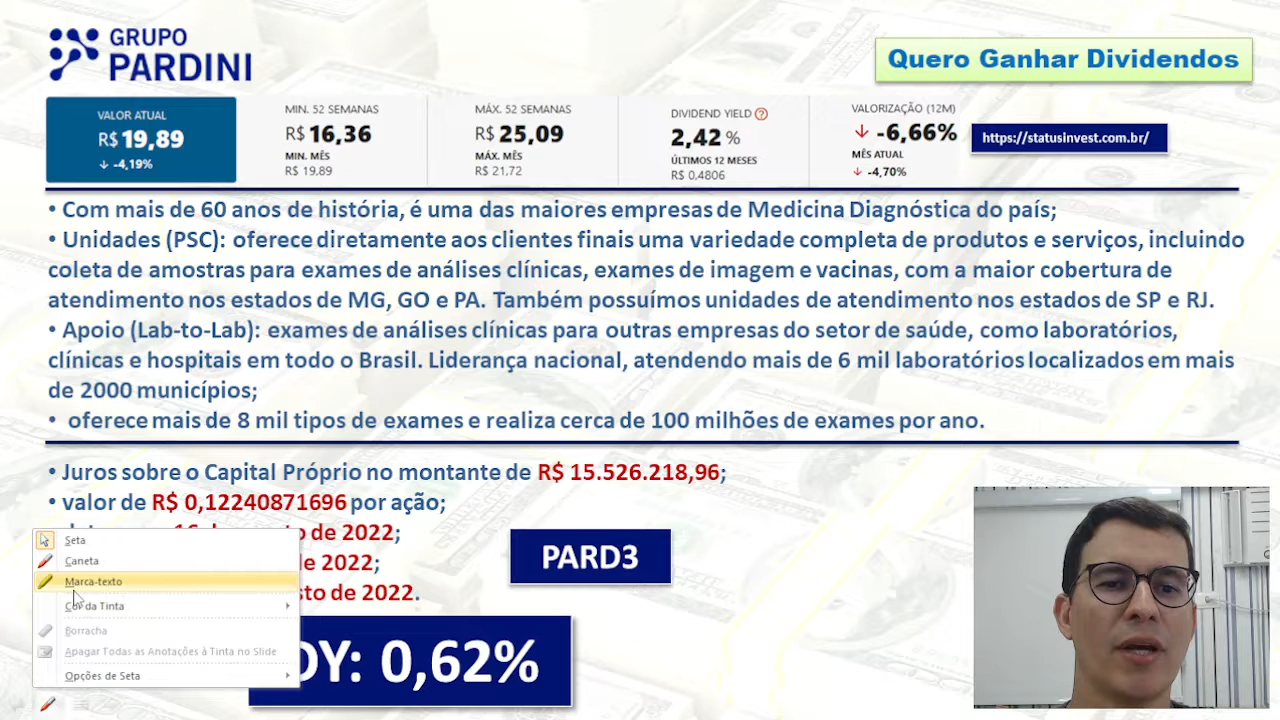 GRUPO
PARDINI
Quero Ganhar Dividendos
VALOR ATUAL
R$ 19,89
↓ -4,19%
MIN. 52 SEMANAS
R$ 16,36
MIN. MÊS
R$ 19,89
MÁX. 52 SEMANAS
R$ 25,09
MÁX. MÊS
R$ 21,72
DIVIDEND YIELD ?
2,42 %
ÚLTIMOS 12 MESES
R$ 0,4806
VALORIZAÇÃO (12M)
↓ -6,66%
MÊS ATUAL
↓ -4,70%
https://statusinvest.com.br/
• Com mais de 60 anos de história, é uma das maiores empresas de Medicina Diagnóstica do país;
• Unidades (PSC): oferece diretamente aos clientes finais uma variedade completa de produtos e serviços, incluindo
coleta de amostras para exames de análises clínicas, exames de imagem e vacinas, com a maior cobertura de
atendimento nos estados de MG, GO e PA. Também possuímos unidades de atendimento nos estados de SP e RJ.
• Apoio (Lab-to-Lab): exames de análises clínicas para outras empresas do setor de saúde, como laboratórios,
clínicas e hospitais em todo o Brasil. Liderança nacional, atendendo mais de 6 mil laboratórios localizados em mais
de 2000 municípios;
• oferece mais de 8 mil tipos de exames e realiza cerca de 100 milhões de exames por ano.
• Juros sobre o Capital Próprio no montante de R$ 15.526.218,96;
• valor de R$ 0,12240871696 por ação;
de 2022;
de 2022;
de 2022.
PARD3
DY: 0,62%
Seta
Caneta
Marca-texto
Cor da Tinta
Borracha
Apagar Todas as Anotações à Tinta no Slide
Opções de Seta